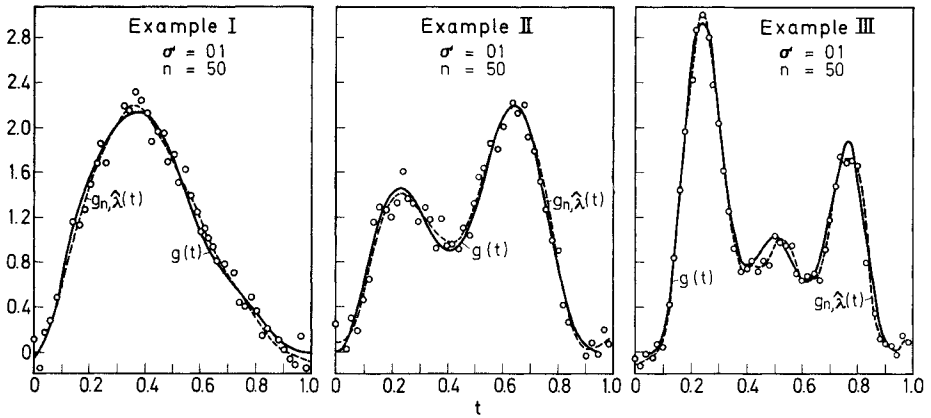 Example I
σ' = 01
n = 50
Example II
σ' = 01
n = 50
Example III
σ' = 01
n = 50
2.8
2.4
2.0
1.6
1.2
0.8
0.4
0
g_n,λ̂(t)
g(t)
g_n,λ̂(t)
g(t)
g(t)
g_n,λ̂(t)
0 0.2 0.4 0.6 0.8 1.0
0 0.2 0.4 0.6 0.8 1.0
0 0.2 0.4 0.6 0.8 1.0
t